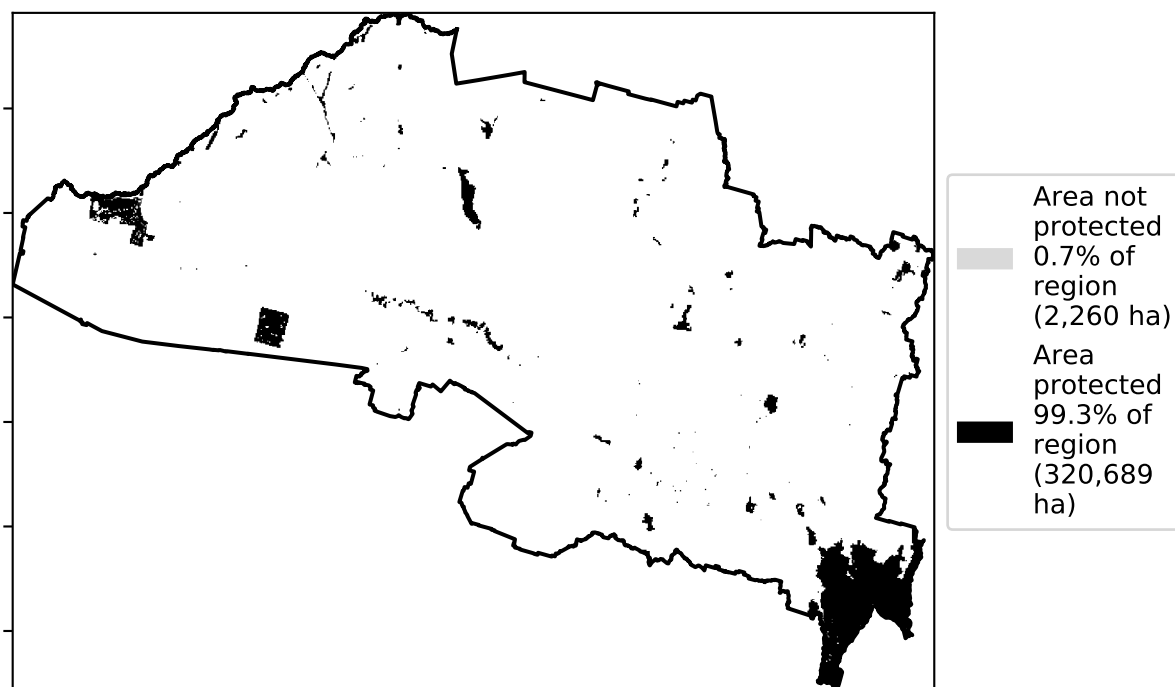 Area not
protected
0.7% of
region
(2,260 ha)
Area
protected
99.3% of
region
(320,689
ha)